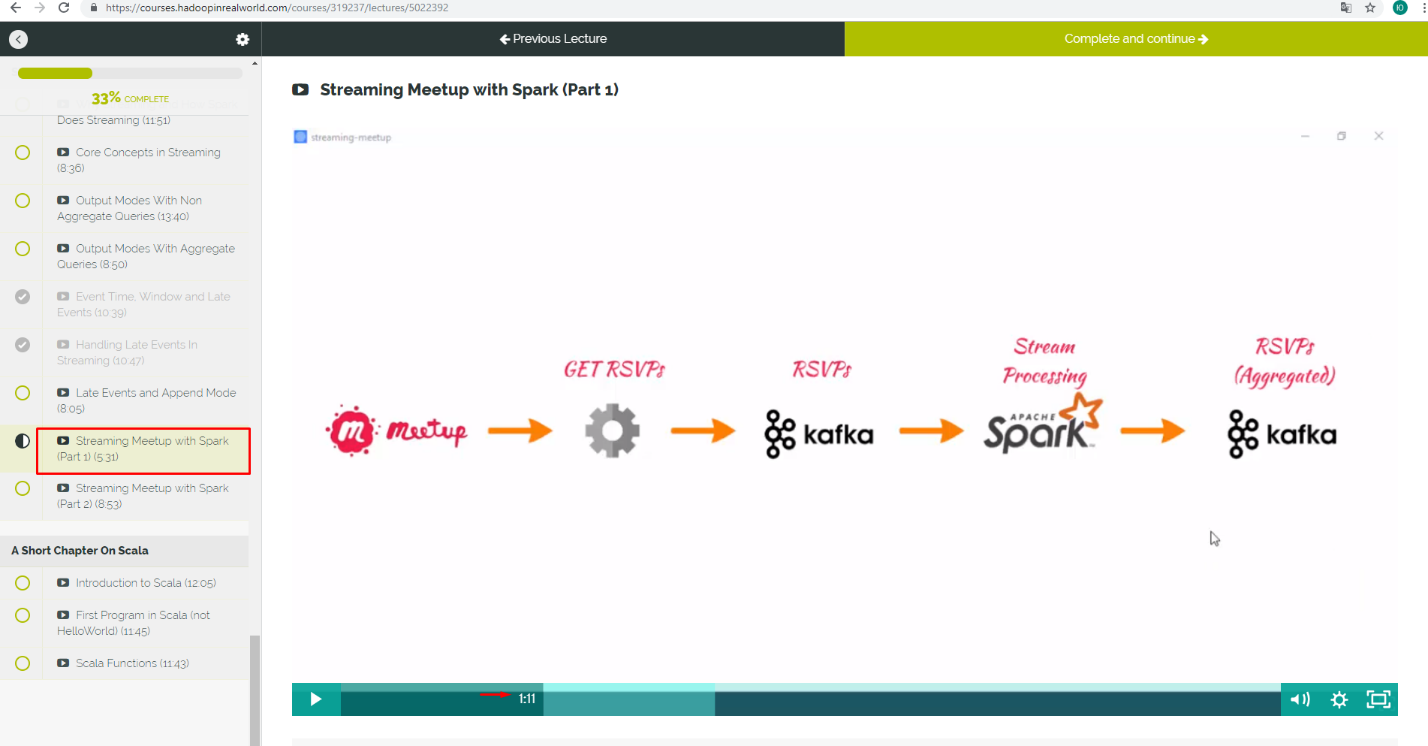 https://courses.hadoopinrealworld.com/courses/319237/lectures/5022392
Ю
Previous Lecture
Complete and continue
33% COMPLETE
Does Streaming (11:51)
Core Concepts in Streaming
(8:36)
Output Modes With Non
Aggregate Queries (13:40)
Output Modes With Aggregate
Queries (8:50)
Event Time, Window and Late
Events (10:39)
Handling Late Events In
Streaming (10:47)
Late Events and Append Mode
(8:05)
Streaming Meetup with Spark
(Part 1) (5:31)
Streaming Meetup with Spark
(Part 2) (8:53)
A Short Chapter On Scala
Introduction to Scala (12:05)
First Program in Scala (not
HelloWorld) (11:45)
Scala Functions (11:43)
Streaming Meetup with Spark (Part 1)
streaming-meetup
GET RSVPs
RSVPs
Stream
Processing
RSVPs
(Aggregated)
m meetup
kafka
APACHE
Spark
kafka
1:11